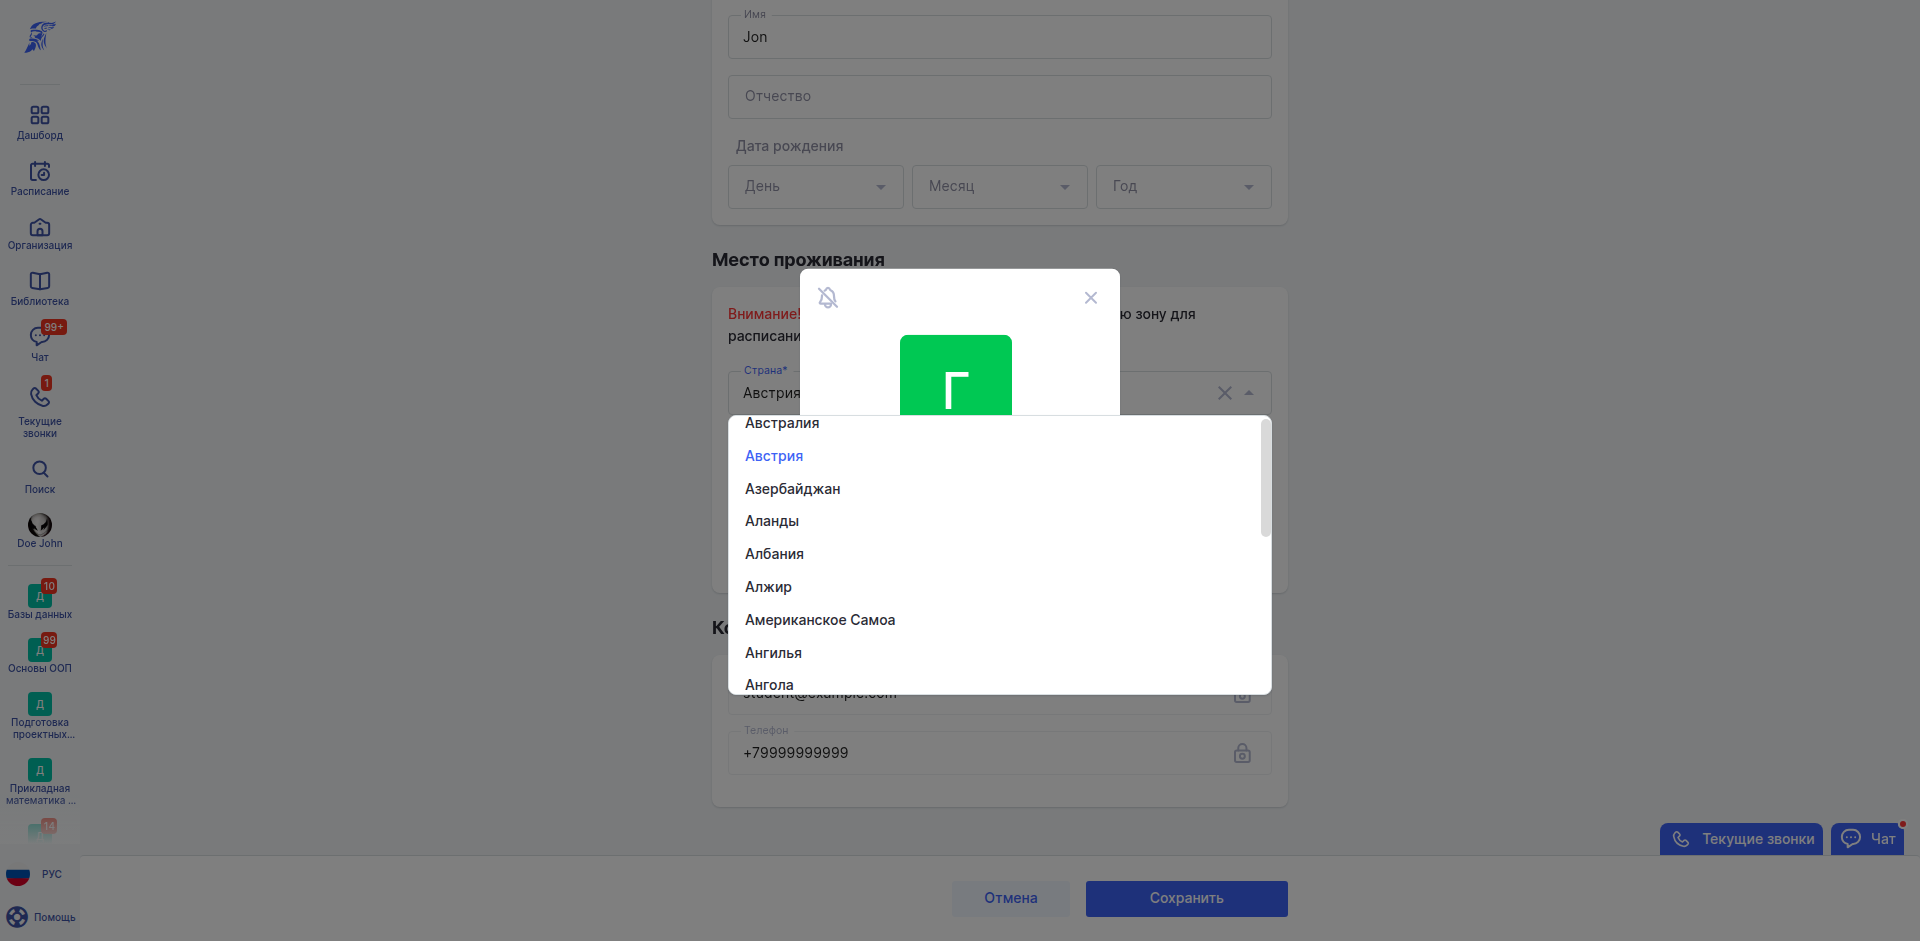 Дашборд
Расписание
Организация
Библиотека
99+
Чат
1
Текущие
звонки
Поиск
Doe John
10
Д
Базы данных
99
Д
Основы ООП
Д
Подготовка
проектных...
Д
Прикладная
математика ...
14
РУС
Помощь
Имя
Jon
Отчество
Дата рождения
День
Месяц
Год
Место проживания
Внимание!
ю зону для
расписани
Г
Страна*
Австрия
Австралия
Австрия
Азербайджан
Аланды
Албания
Алжир
Американское Самоа
Ангилья
Ангола
student@example.com
Телефон
+79999999999
Текущие звонки
Чат
Отмена
Сохранить